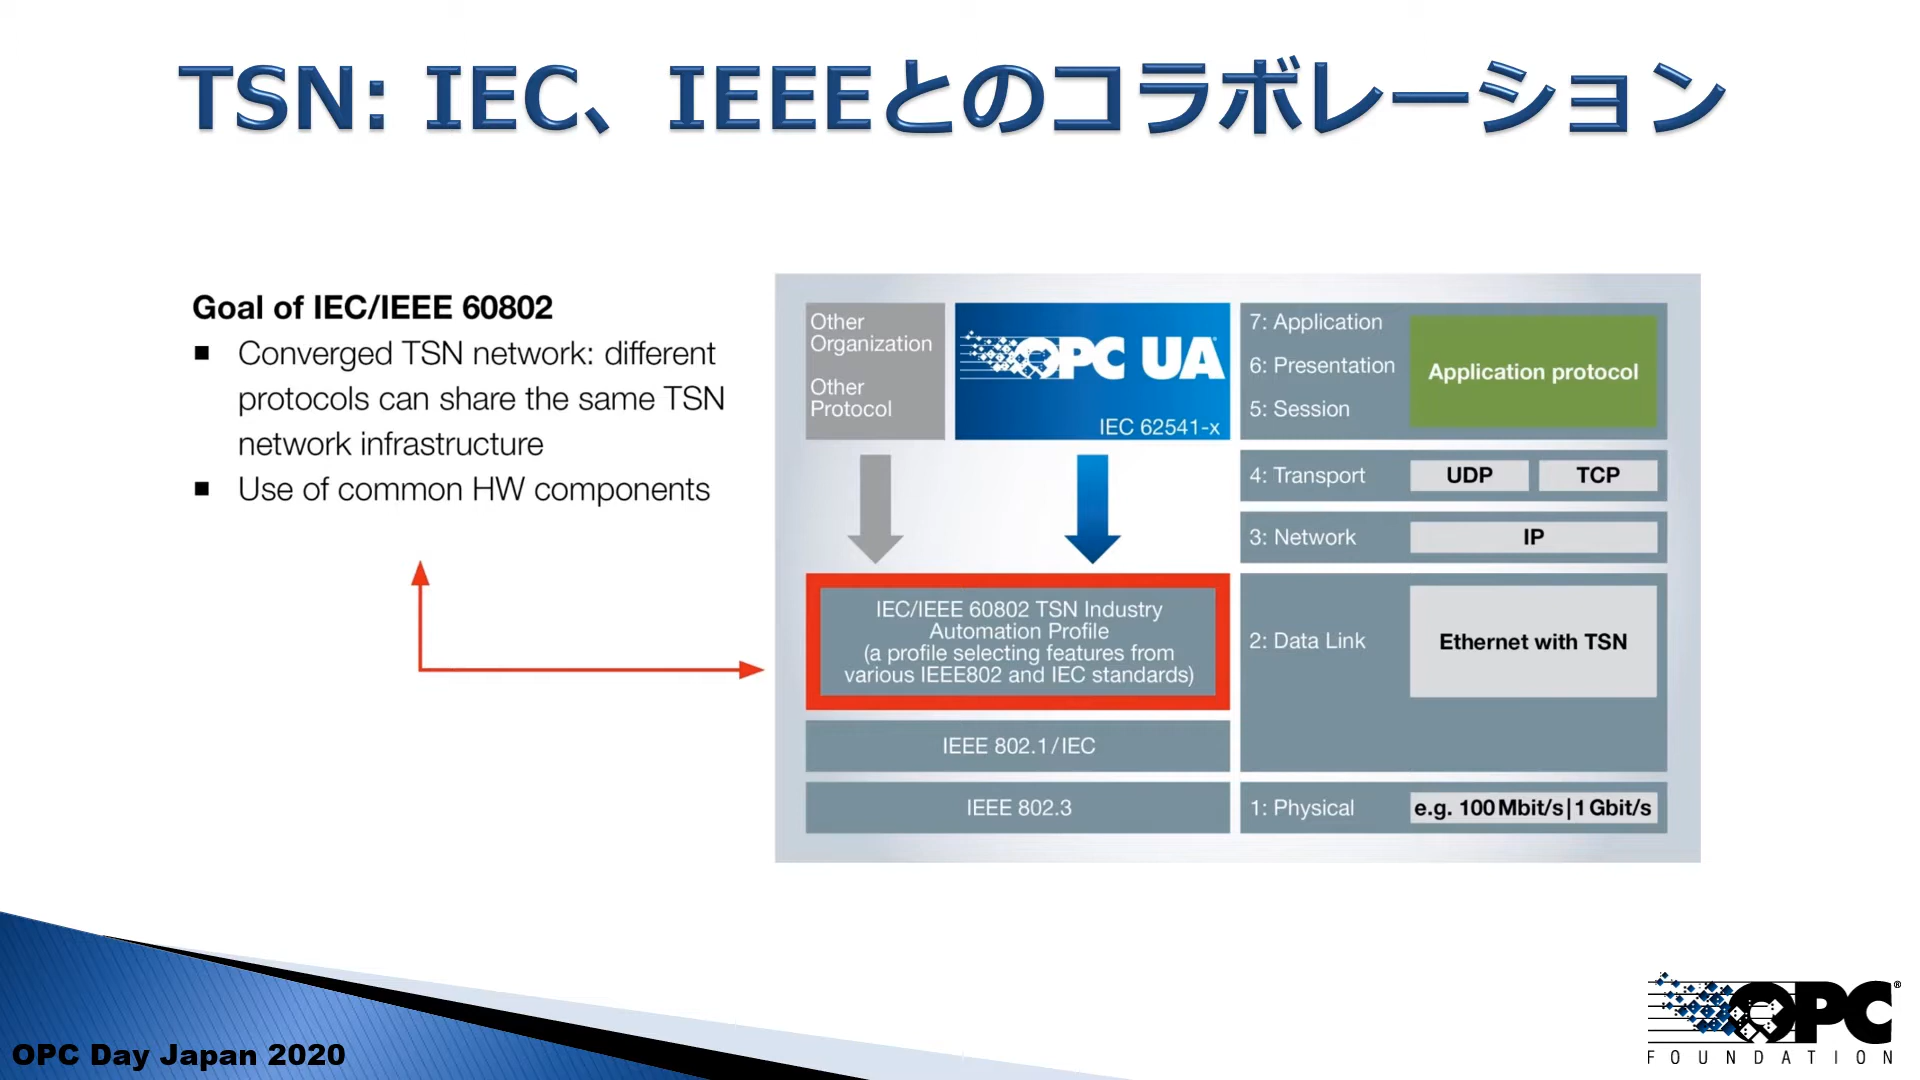 TSN: IEC、IEEEとのコラボレーション
Goal of IEC/IEEE 60802
■ Converged TSN network: different
protocols can share the same TSN
network infrastructure
■ Use of common HW components
Other
Organization
Other
Protocol
OPC UA
IEC 62541-x
IEC/IEEE 60802 TSN Industry
Automation Profile
(a profile selecting features from
various IEEE802 and IEC standards)
IEEE 802.1/IEC
IEEE 802.3
7: Application
6: Presentation
5: Session
Application protocol
4: Transport
UDP
TCP
3: Network
IP
2: Data Link
Ethernet with TSN
1: Physical
e.g. 100 Mbit/s|1 Gbit/s
OPC Day Japan 2020
OPC®
FOUNDATION